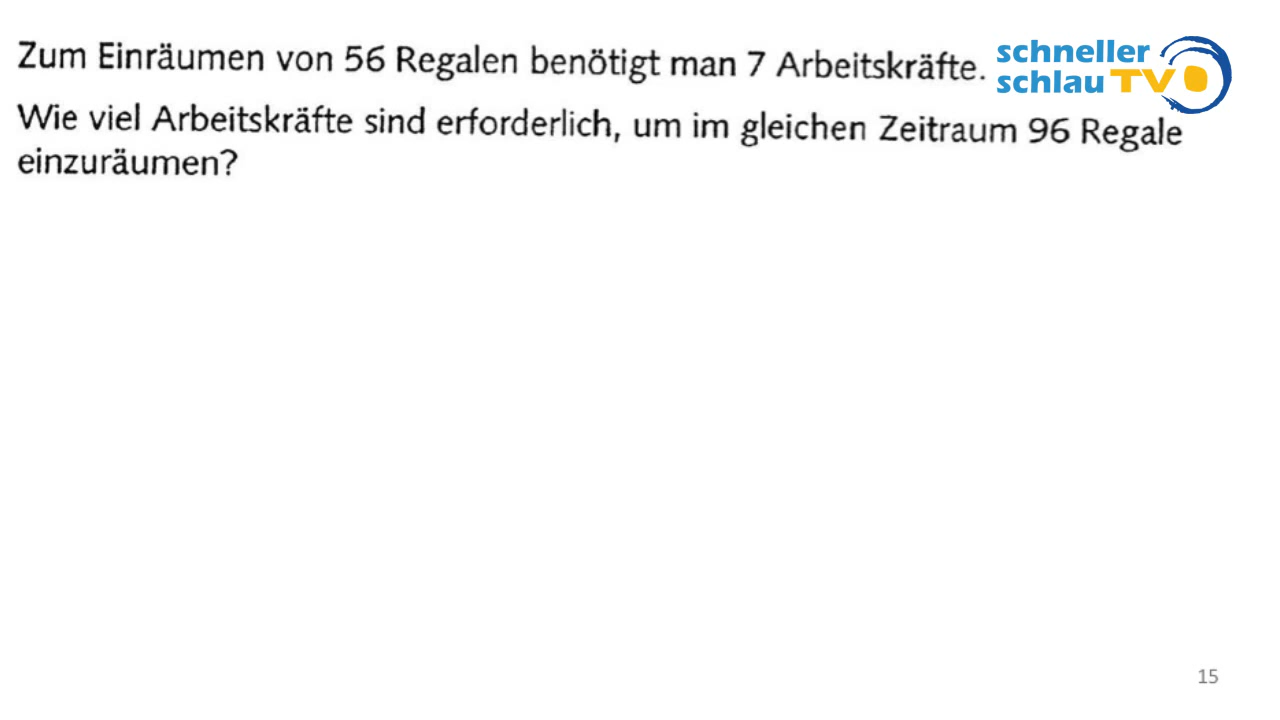 Zum Einräumen von 56 Regalen benötigt man 7 Arbeitskräfte.
schneller
schlau TV
Wie viel Arbeitskräfte sind erforderlich, um im gleichen Zeitraum 96 Regale
einzuräumen?
15